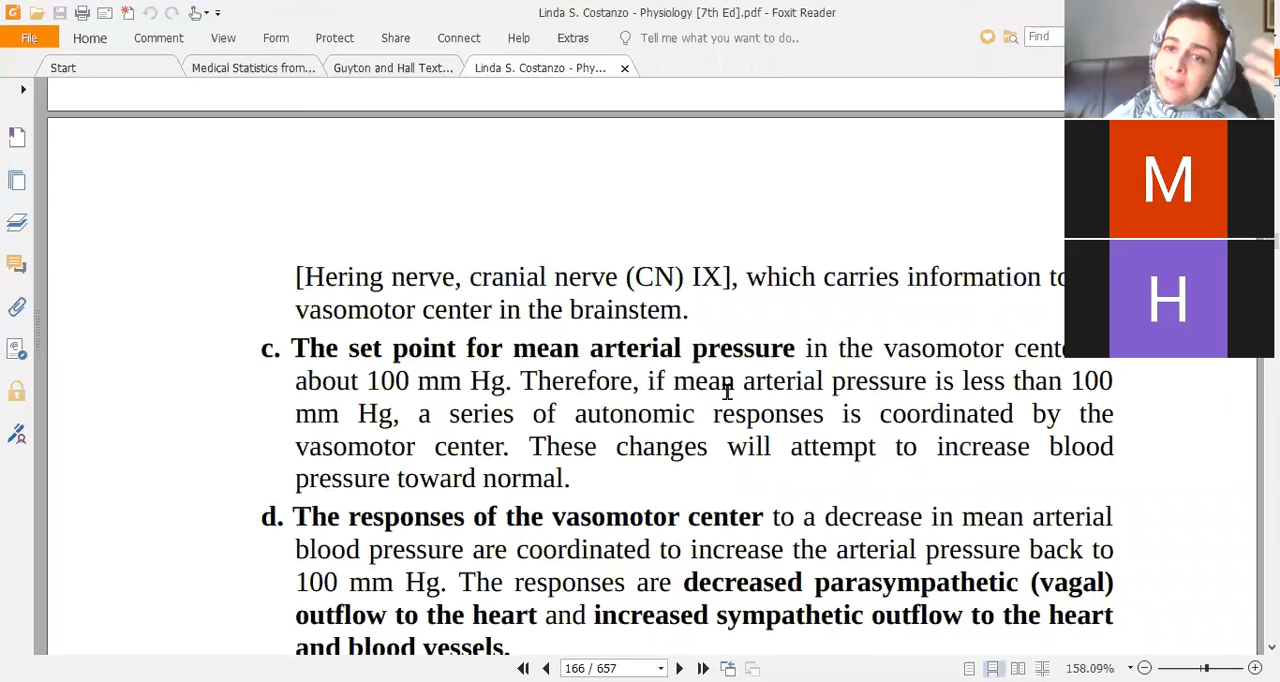 Linda S. Costanzo - Physiology [7th Ed].pdf - Foxit Reader
File Home Comment View Form Protect Share Connect Help Extras Tell me what you want to do.. Find
Start Medical Statistics from... Guyton and Hall Text... Linda S. Costanzo - Phy...
[Hering nerve, cranial nerve (CN) IX], which carries information to
vasomotor center in the brainstem.
c. The set point for mean arterial pressure in the vasomotor
about 100 mm Hg. Therefore, if mean arterial pressure is less than 100
mm Hg, a series of autonomic responses is coordinated by the
vasomotor center. These changes will attempt to increase blood
pressure toward normal.
d. The responses of the vasomotor center to a decrease in mean arterial
blood pressure are coordinated to increase the arterial pressure back to
100 mm Hg. The responses are decreased parasympathetic (vagal)
outflow to the heart and increased sympathetic outflow to the heart
and blood vessels.
M
H
166 / 657 158.09%